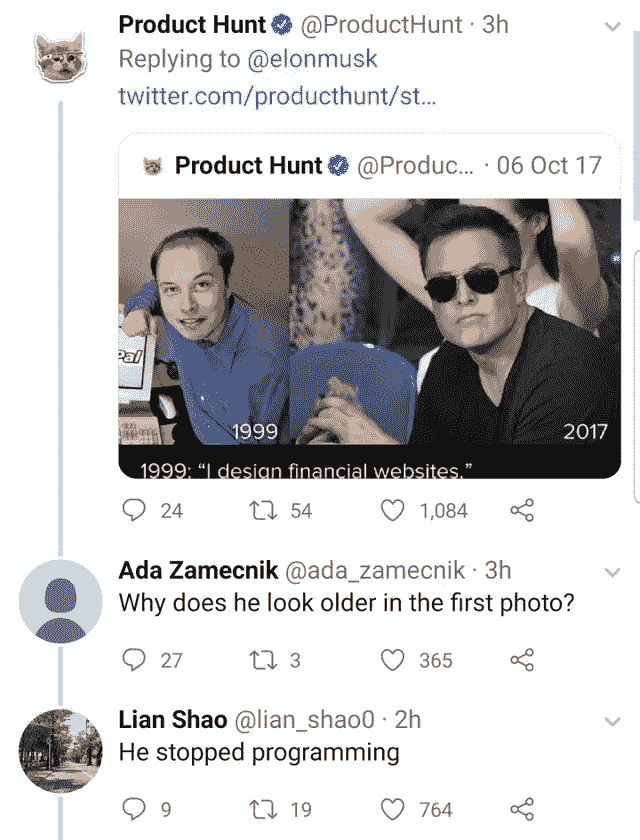 Product Hunt @ProductHunt · 3h
Replying to @elonmusk
twitter.com/producthunt/st...
Product Hunt @Produc... · 06 Oct 17
Pal
1999
2017
1999: “I design financial websites.”
24 54 1,084
Ada Zamecnik @ada_zamecnik · 3h
Why does he look older in the first photo?
27 3 365
Lian Shao @lian_shao0 · 2h
He stopped programming
9 19 764